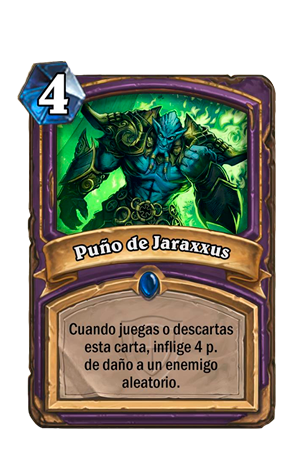 4
Puño de Jaraxxus
Cuando juegas o descartas
esta carta, inflige 4 p.
de daño a un enemigo
aleatorio.